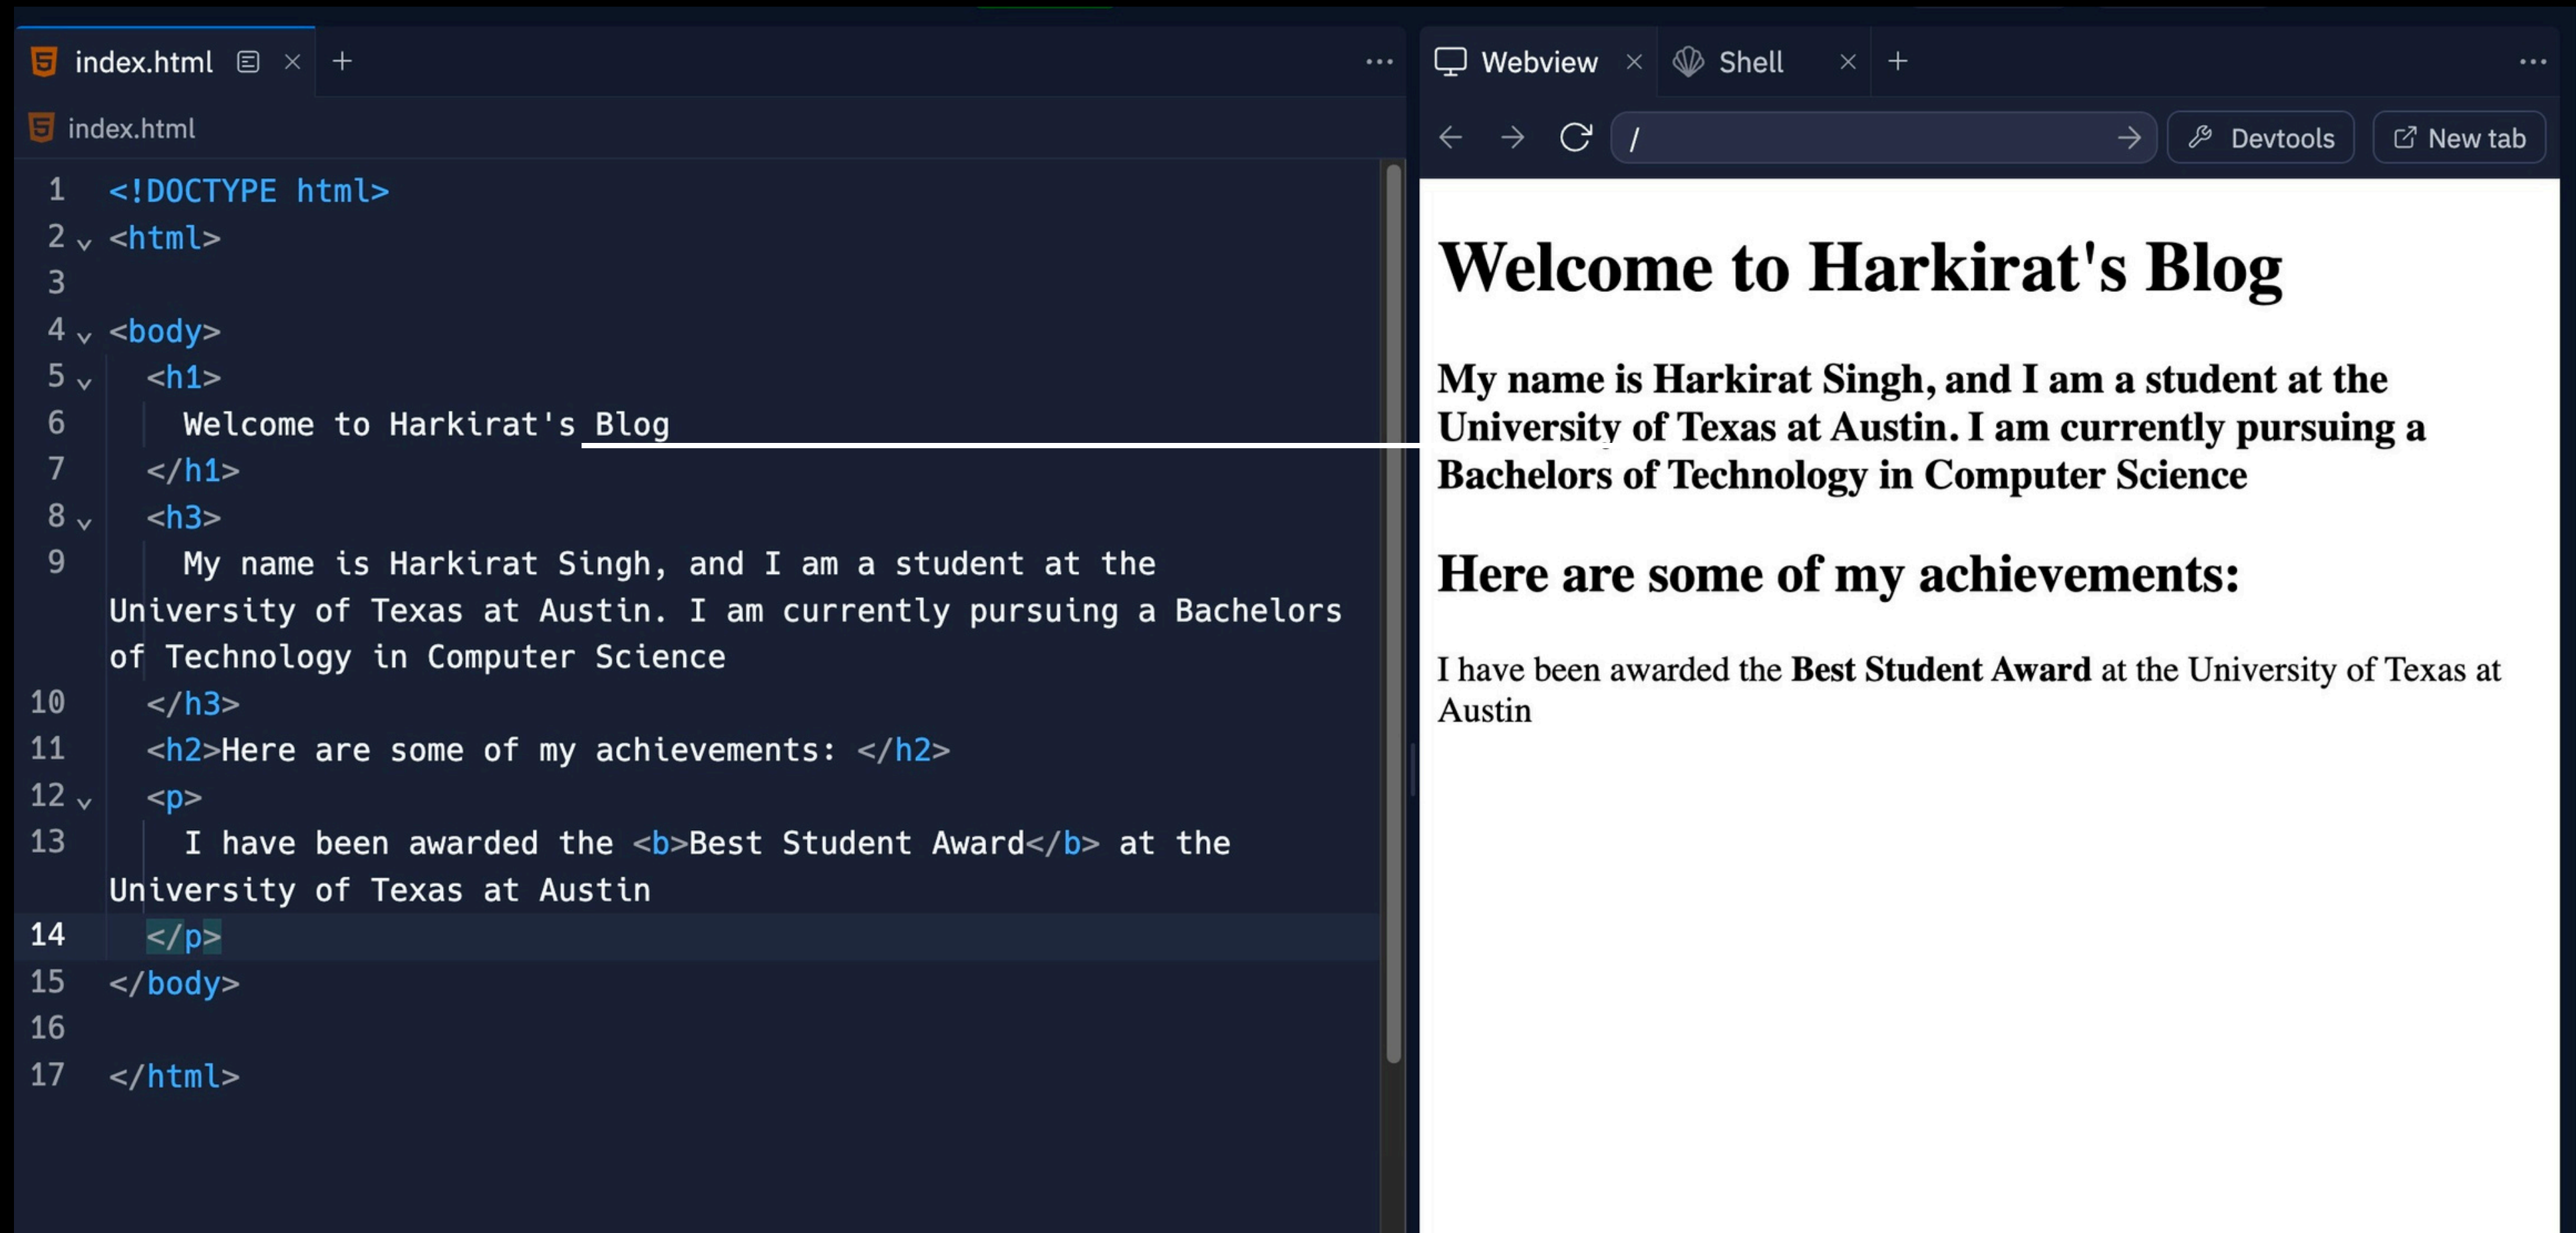 index.html
Webview
Shell
index.html
/
Devtools
New tab
1 <!DOCTYPE html>
2 <html>
3
4 <body>
5 <h1>
6 Welcome to Harkirat's Blog
7 </h1>
8 <h3>
9 My name is Harkirat Singh, and I am a student at the
University of Texas at Austin. I am currently pursuing a Bachelors
of Technology in Computer Science
10 </h3>
11 <h2>Here are some of my achievements: </h2>
12 <p>
13 I have been awarded the <b>Best Student Award</b> at the
University of Texas at Austin
14 </p>
15 </body>
16
17 </html>
Welcome to Harkirat's Blog
My name is Harkirat Singh, and I am a student at the
University of Texas at Austin. I am currently pursuing a
Bachelors of Technology in Computer Science
Here are some of my achievements:
I have been awarded the Best Student Award at the University of Texas at
Austin